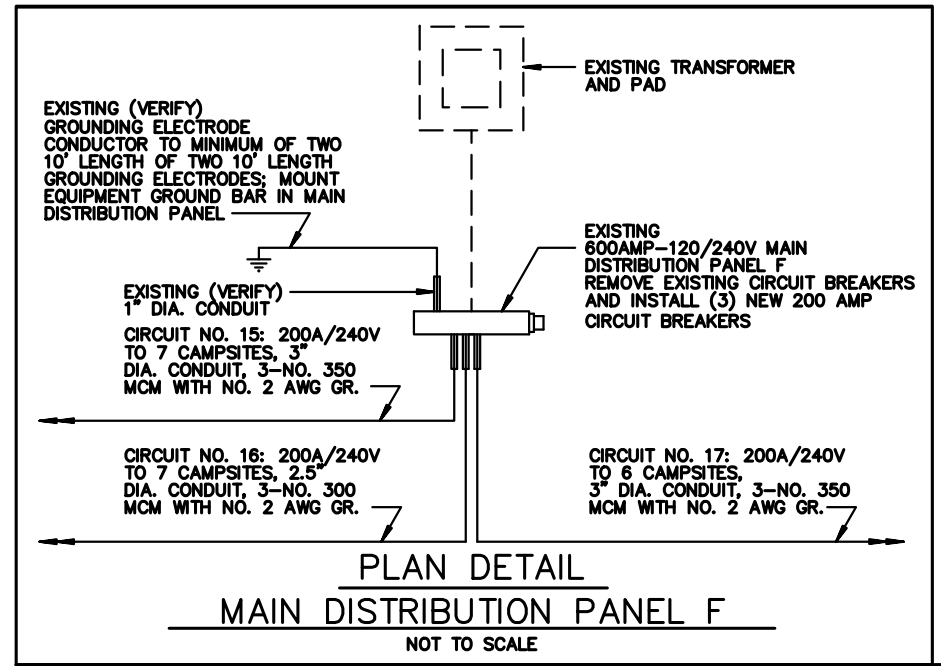 EXISTING TRANSFORMER
AND PAD
EXISTING (VERIFY)
GROUNDING ELECTRODE
CONDUCTOR TO MINIMUM OF TWO
10' LENGTH OF TWO 10' LENGTH
GROUNDING ELECTRODES; MOUNT
EQUIPMENT GROUND BAR IN MAIN
DISTRIBUTION PANEL
EXISTING
600AMP-120/240V MAIN
DISTRIBUTION PANEL F
REMOVE EXISTING CIRCUIT BREAKERS
AND INSTALL (3) NEW 200 AMP
CIRCUIT BREAKERS
EXISTING (VERIFY)
1" DIA. CONDUIT
CIRCUIT NO. 15: 200A/240V
TO 7 CAMPSITES, 3"
DIA. CONDUIT, 3-NO. 350
MCM WITH NO. 2 AWG GR.
CIRCUIT NO. 16: 200A/240V
TO 7 CAMPSITES, 2.5"
DIA. CONDUIT, 3-NO. 300
MCM WITH NO. 2 AWG GR.
CIRCUIT NO. 17: 200A/240V
TO 6 CAMPSITES,
3" DIA. CONDUIT, 3-NO. 350
MCM WITH NO. 2 AWG GR.
PLAN DETAIL
MAIN DISTRIBUTION PANEL F
NOT TO SCALE